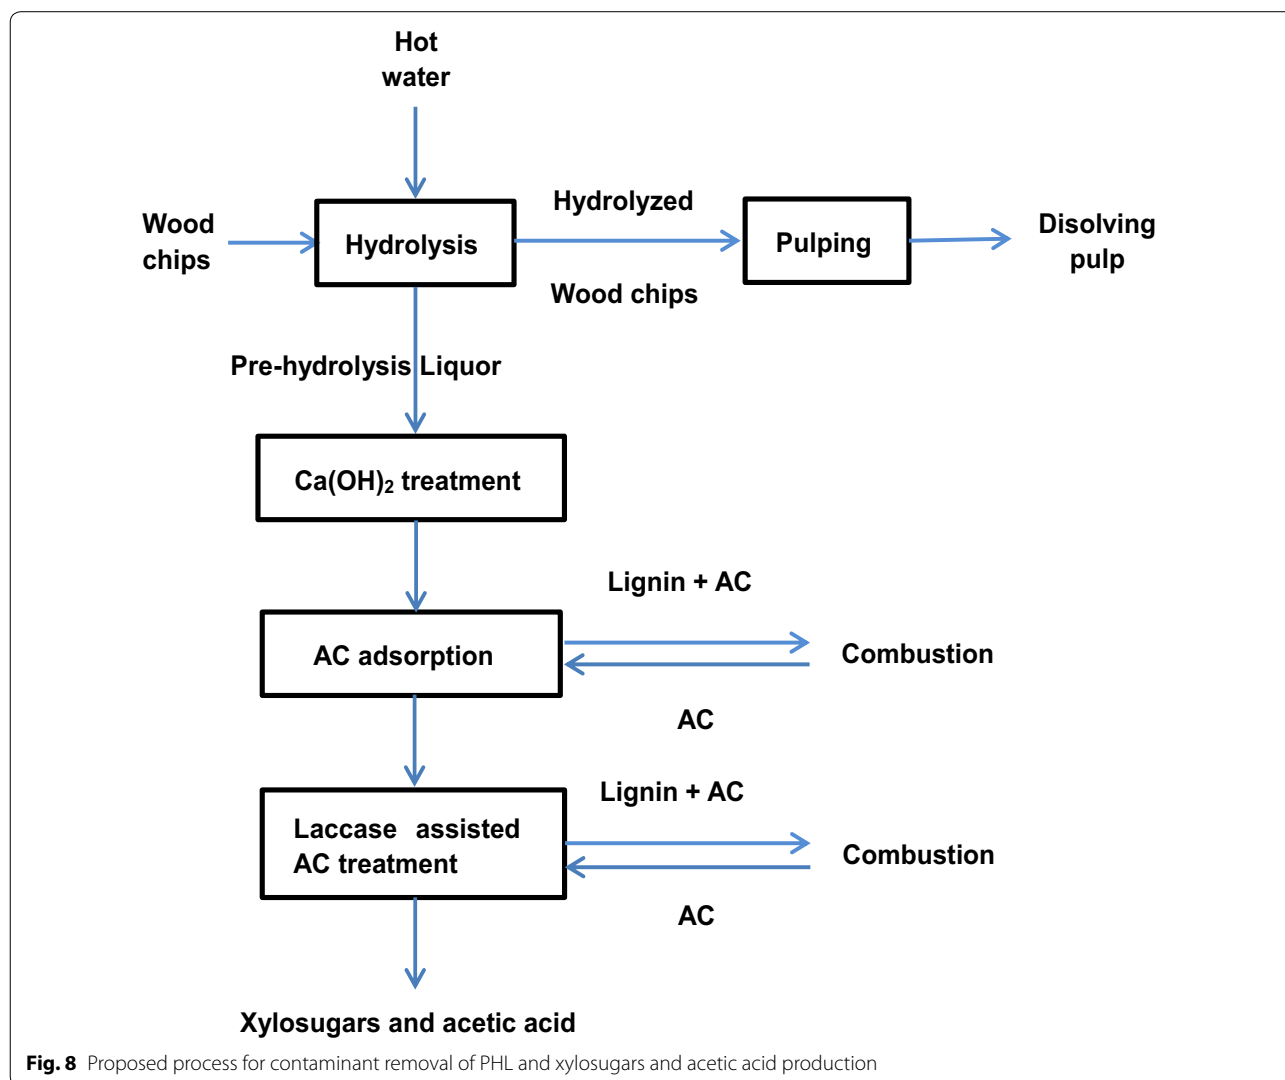 Hot
water
Wood
chips
Hydrolysis
Hydrolyzed
Wood chips
Pulping
Disolving
pulp
Pre-hydrolysis Liquor
Ca(OH)₂ treatment
Lignin + AC
AC adsorption
Combustion
AC
Lignin + AC
Laccase assisted
AC treatment
Combustion
AC
Xylosugars and acetic acid
Fig. 8 Proposed process for contaminant removal of PHL and xylosugars and acetic acid production